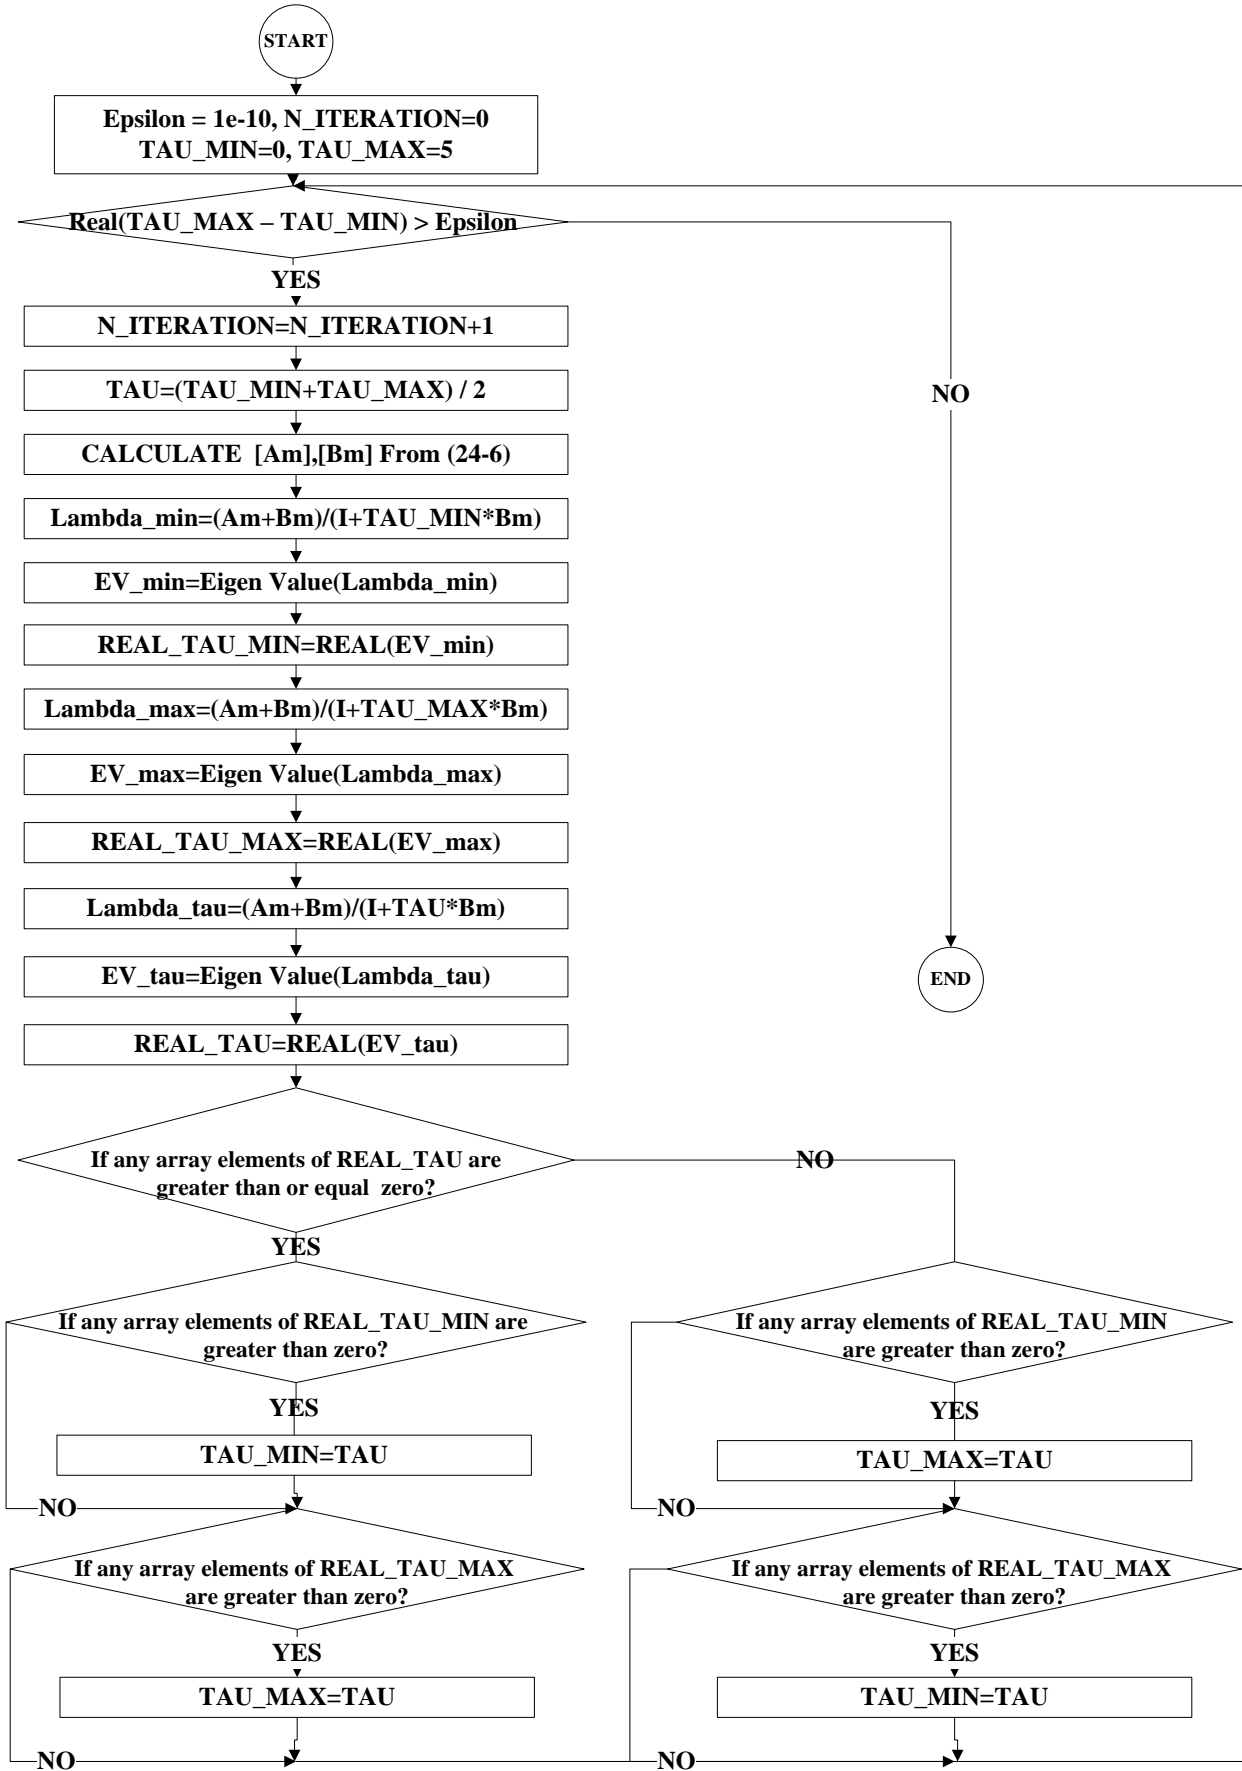 START
Epsilon = 1e-10, N_ITERATION=0
TAU_MIN=0, TAU_MAX=5
Real(TAU_MAX – TAU_MIN) > Epsilon
YES
N_ITERATION=N_ITERATION+1
TAU=(TAU_MIN+TAU_MAX) / 2
NO
CALCULATE [Am],[Bm] From (24-6)
Lambda_min=(Am+Bm)/(I+TAU_MIN*Bm)
EV_min=Eigen Value(Lambda_min)
REAL_TAU_MIN=REAL(EV_min)
Lambda_max=(Am+Bm)/(I+TAU_MAX*Bm)
EV_max=Eigen Value(Lambda_max)
REAL_TAU_MAX=REAL(EV_max)
Lambda_tau=(Am+Bm)/(I+TAU*Bm)
EV_tau=Eigen Value(Lambda_tau)
END
REAL_TAU=REAL(EV_tau)
If any array elements of REAL_TAU are
greater than or equal zero?
NO
YES
If any array elements of REAL_TAU_MIN are
greater than zero?
YES
TAU_MIN=TAU
NO
If any array elements of REAL_TAU_MAX
are greater than zero?
YES
TAU_MAX=TAU
NO
If any array elements of REAL_TAU_MIN
are greater than zero?
YES
TAU_MAX=TAU
NO
If any array elements of REAL_TAU_MAX
are greater than zero?
YES
TAU_MIN=TAU
NO